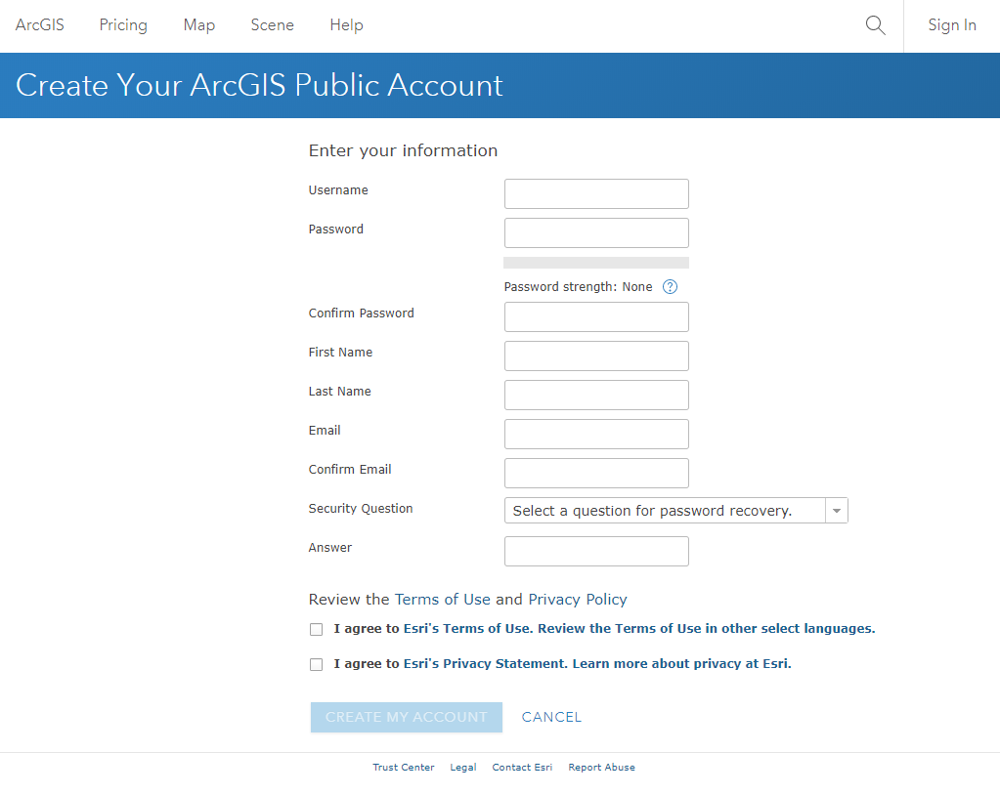 ArcGIS Pricing Map Scene Help Sign In
Create Your ArcGIS Public Account
Enter your information
Username
Password
Password strength: None ?
Confirm Password
First Name
Last Name
Email
Confirm Email
Security Question Select a question for password recovery.
Answer
Review the Terms of Use and Privacy Policy
I agree to Esri's Terms of Use. Review the Terms of Use in other select languages.
I agree to Esri's Privacy Statement. Learn more about privacy at Esri.
CREATE MY ACCOUNT CANCEL
Trust Center Legal Contact Esri Report Abuse